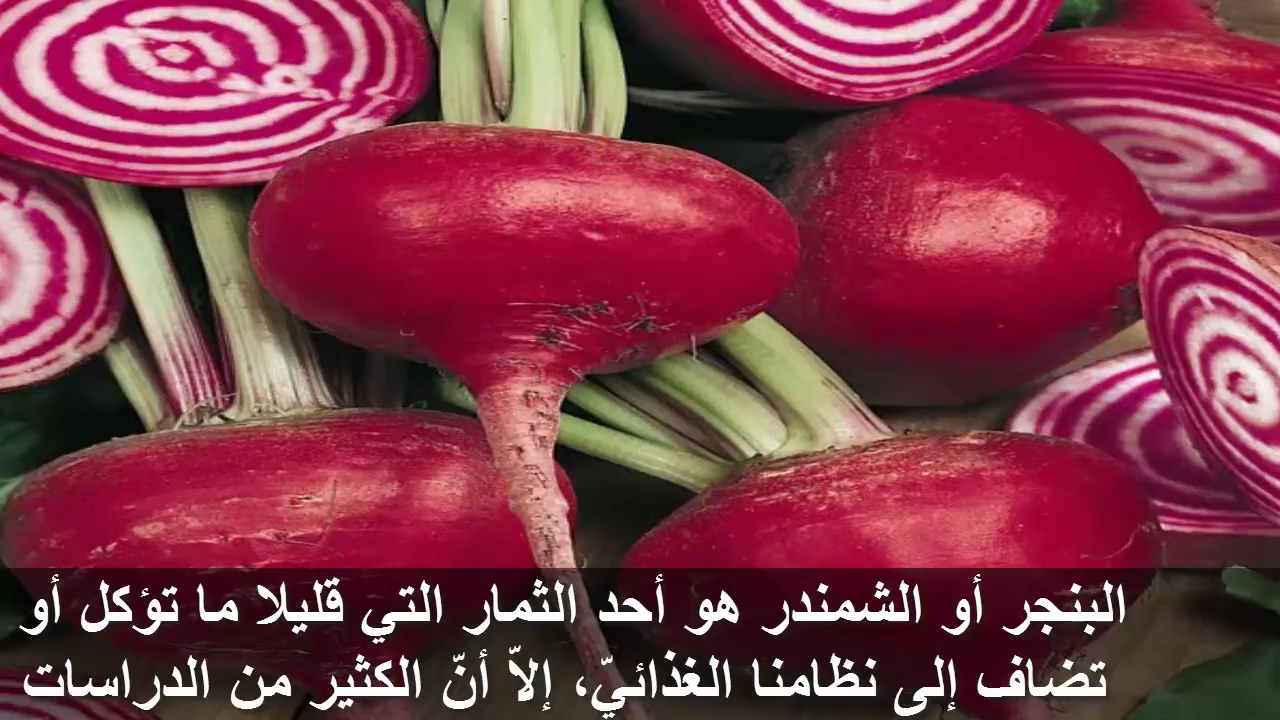 البنجر أو الشمندر هو أحد الثمار التي قليلا ما تؤكل أو
تضاف إلى نظامنا الغذائيّ، إلاّ أنّ الكثير من الدراسات